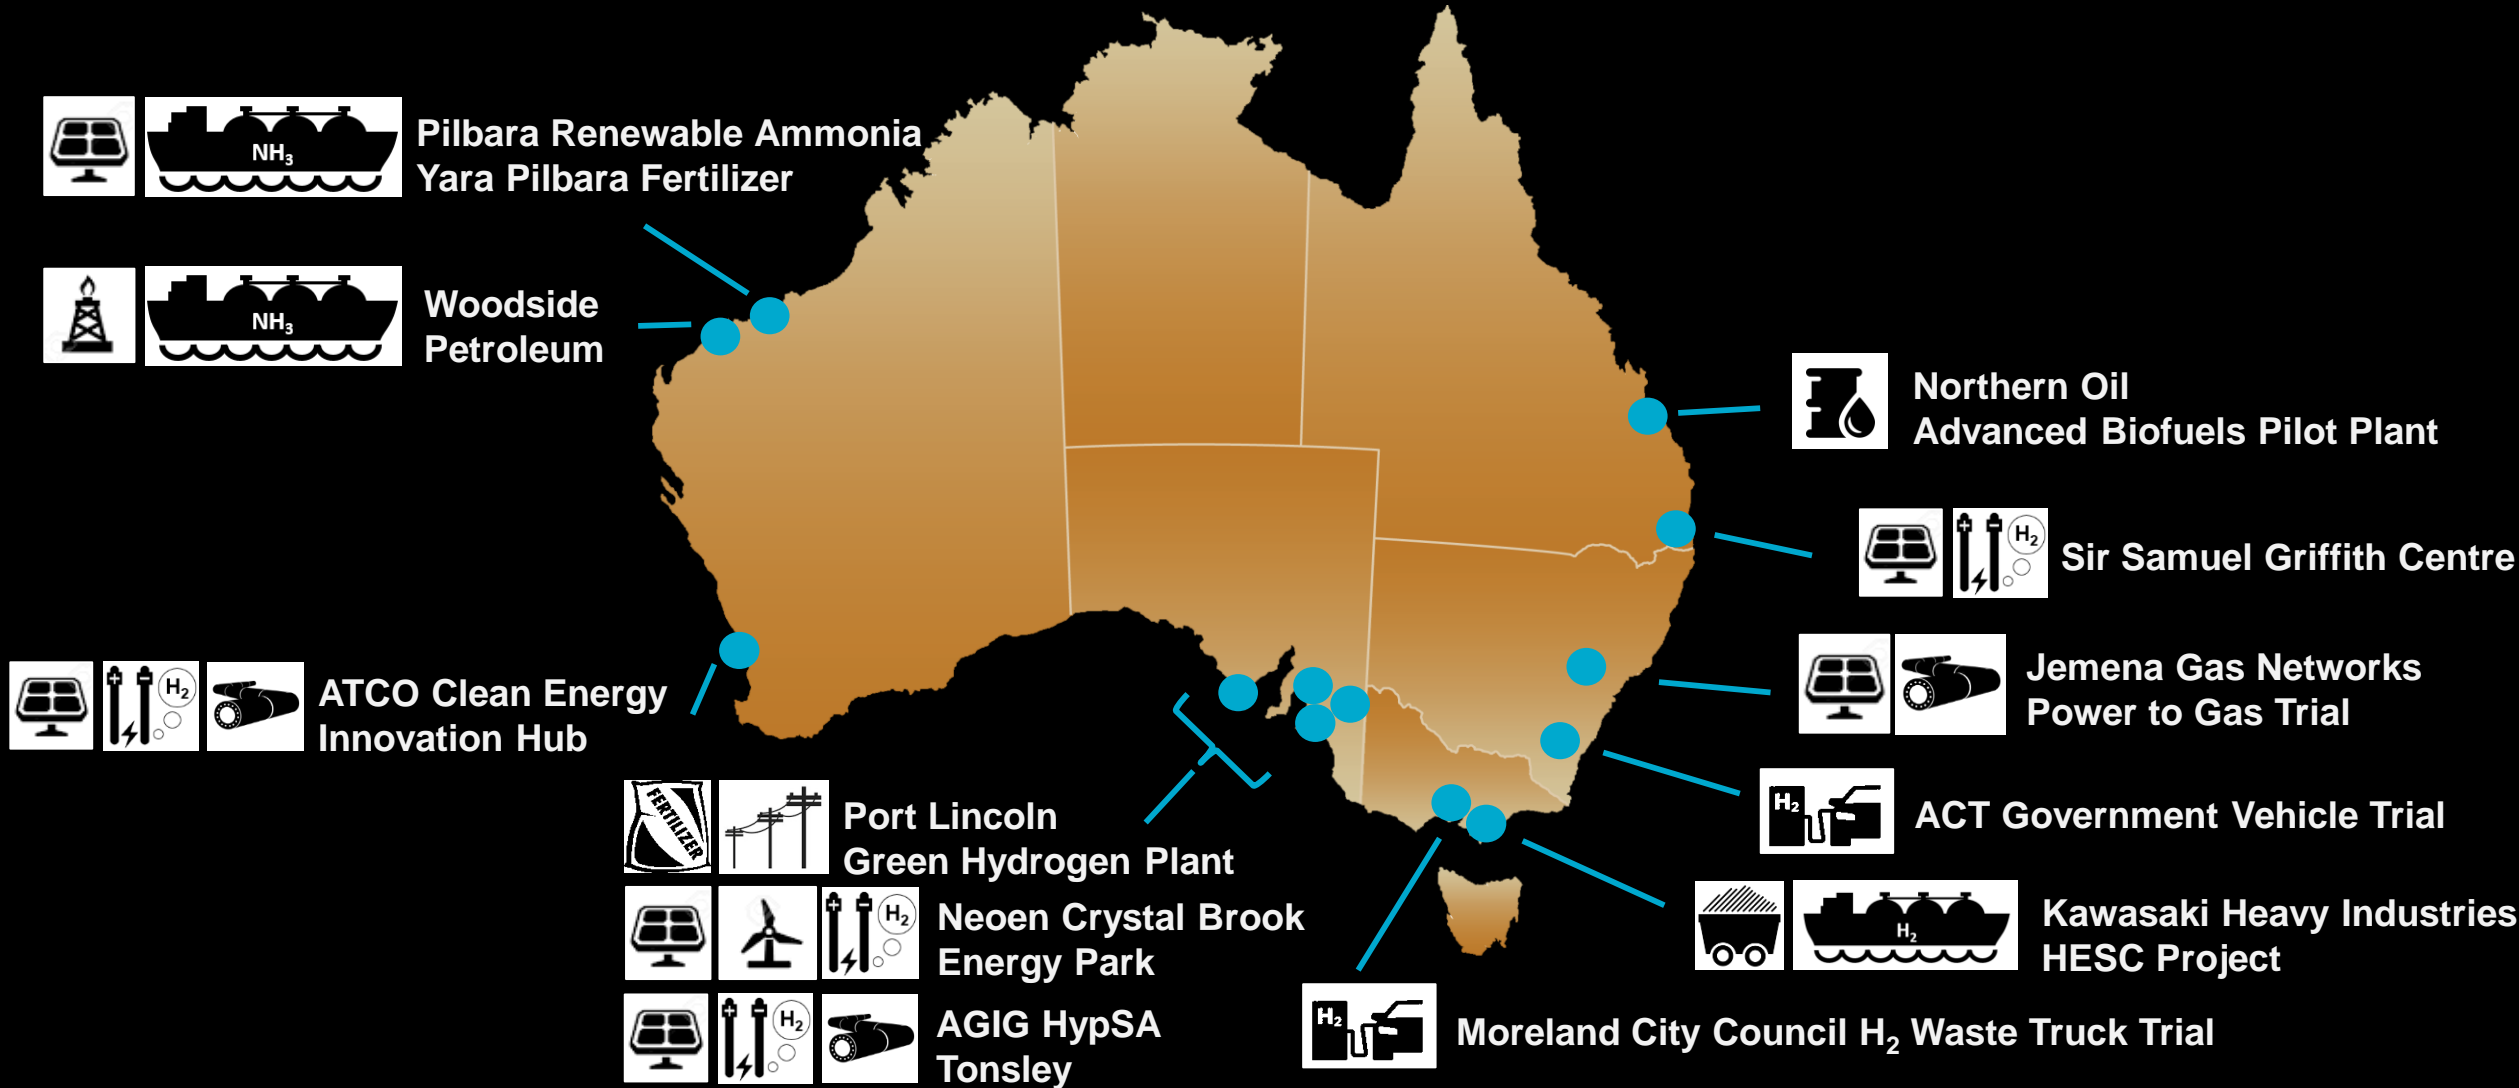 NH₃
Pilbara Renewable Ammonia
Yara Pilbara Fertilizer
NH₃
Woodside
Petroleum
Northern Oil
Advanced Biofuels Pilot Plant
H₂
Sir Samuel Griffith Centre
H₂
ATCO Clean Energy
Innovation Hub
Jemena Gas Networks
Power to Gas Trial
FERTILIZER
Port Lincoln
Green Hydrogen Plant
H₂
ACT Government Vehicle Trial
H₂
Neoen Crystal Brook
Energy Park
H₂
Kawasaki Heavy Industries
HESC Project
H₂
AGIG HypSA
Tonsley
H₂
Moreland City Council H₂ Waste Truck Trial